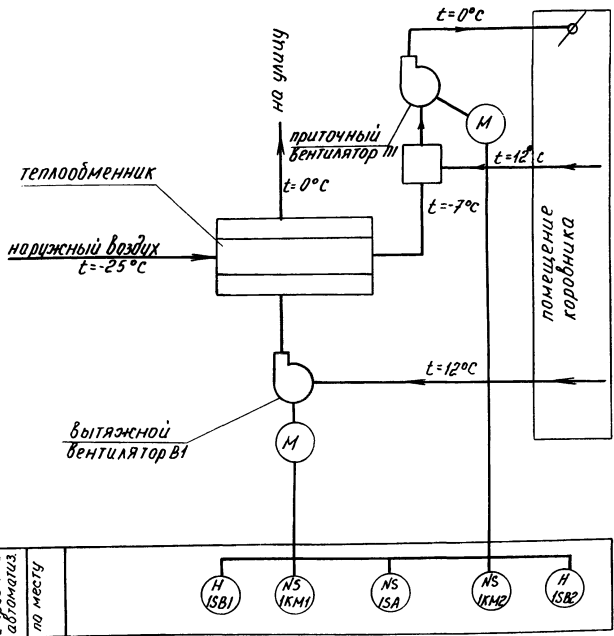 t=0°C
на улицу
приточный
вентилятор П1
М
теплообменник
t=0°C
t=12°C
t=-7°C
наружный воздух
t=-25°C
помещение
коровника
t=12°C
вытяжной
вентилятор В1
М
автоматиз.
по месту
H
1SB1
NS
1KM1
NS
1SA
NS
1KM2
H
1SB2